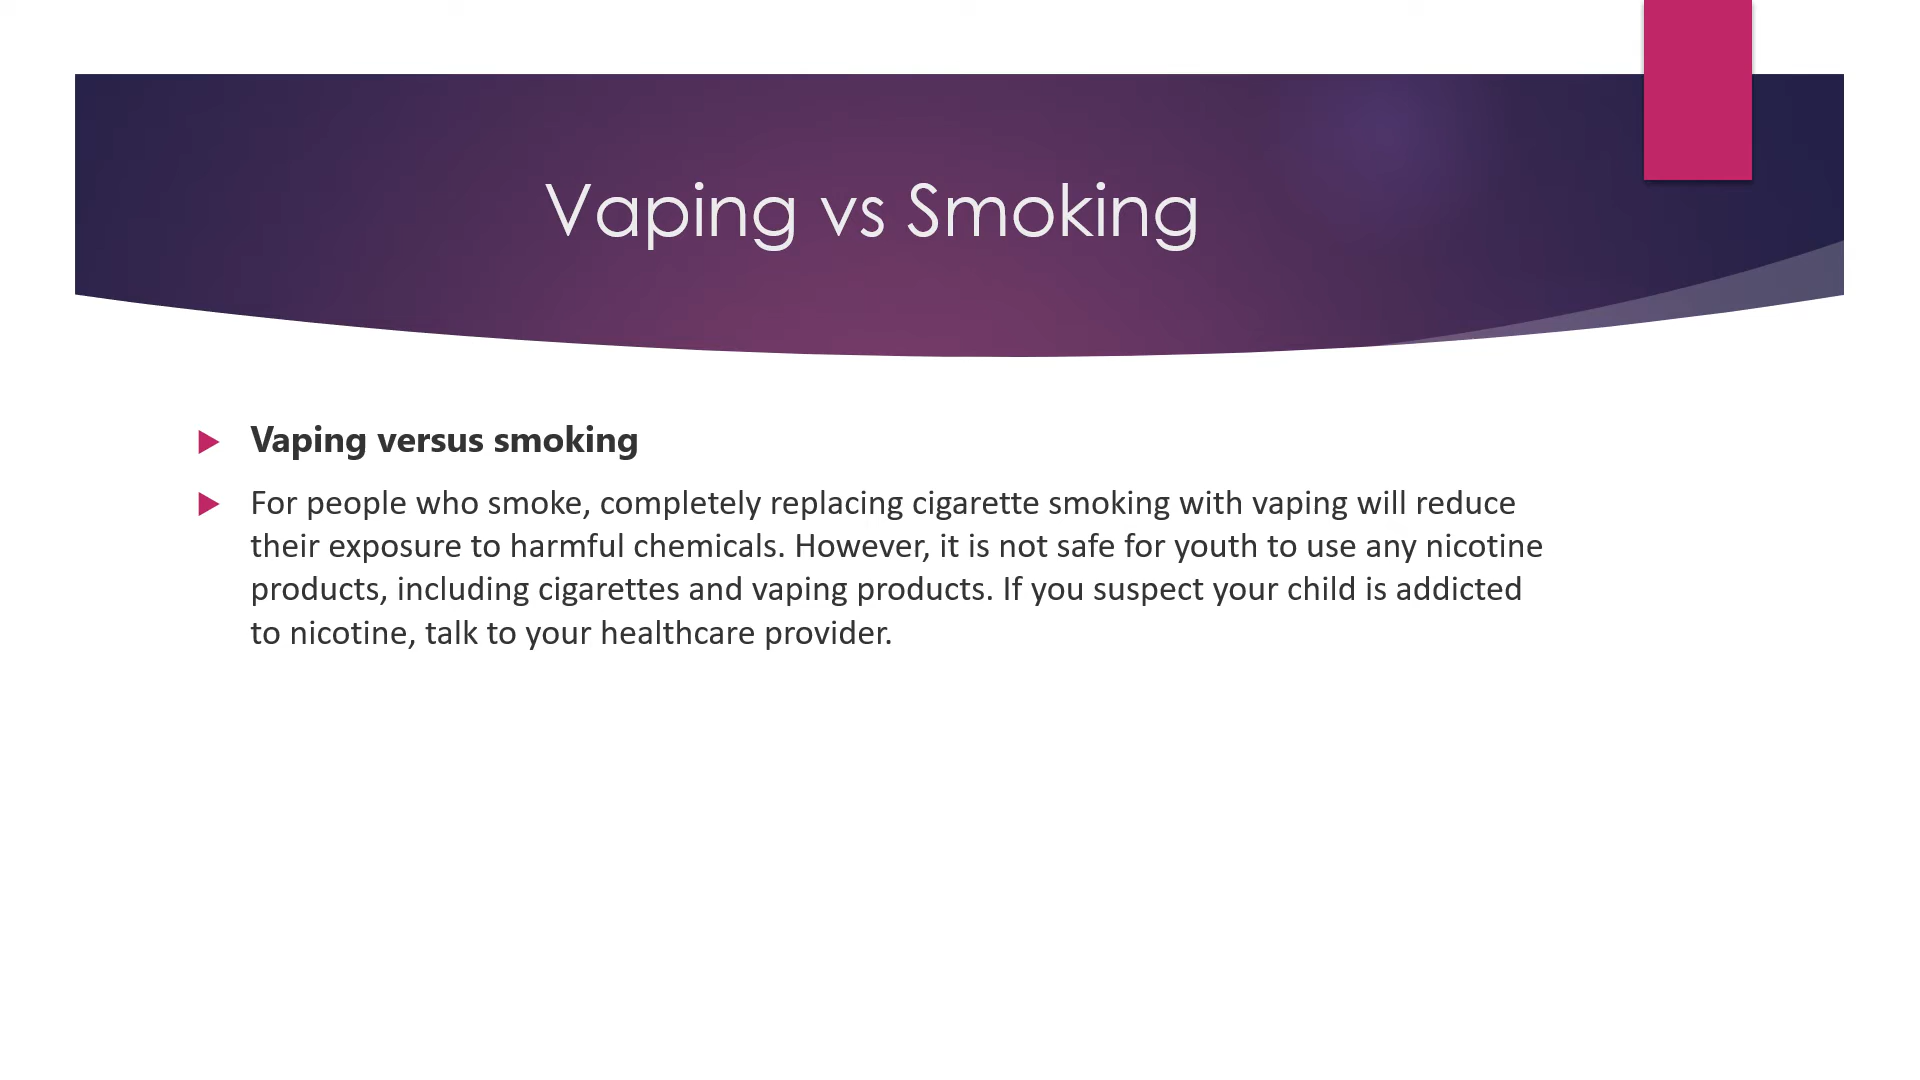 Vaping vs Smoking
Vaping versus smoking
For people who smoke, completely replacing cigarette smoking with vaping will reduce
their exposure to harmful chemicals. However, it is not safe for youth to use any nicotine
products, including cigarettes and vaping products. If you suspect your child is addicted
to nicotine, talk to your healthcare provider.